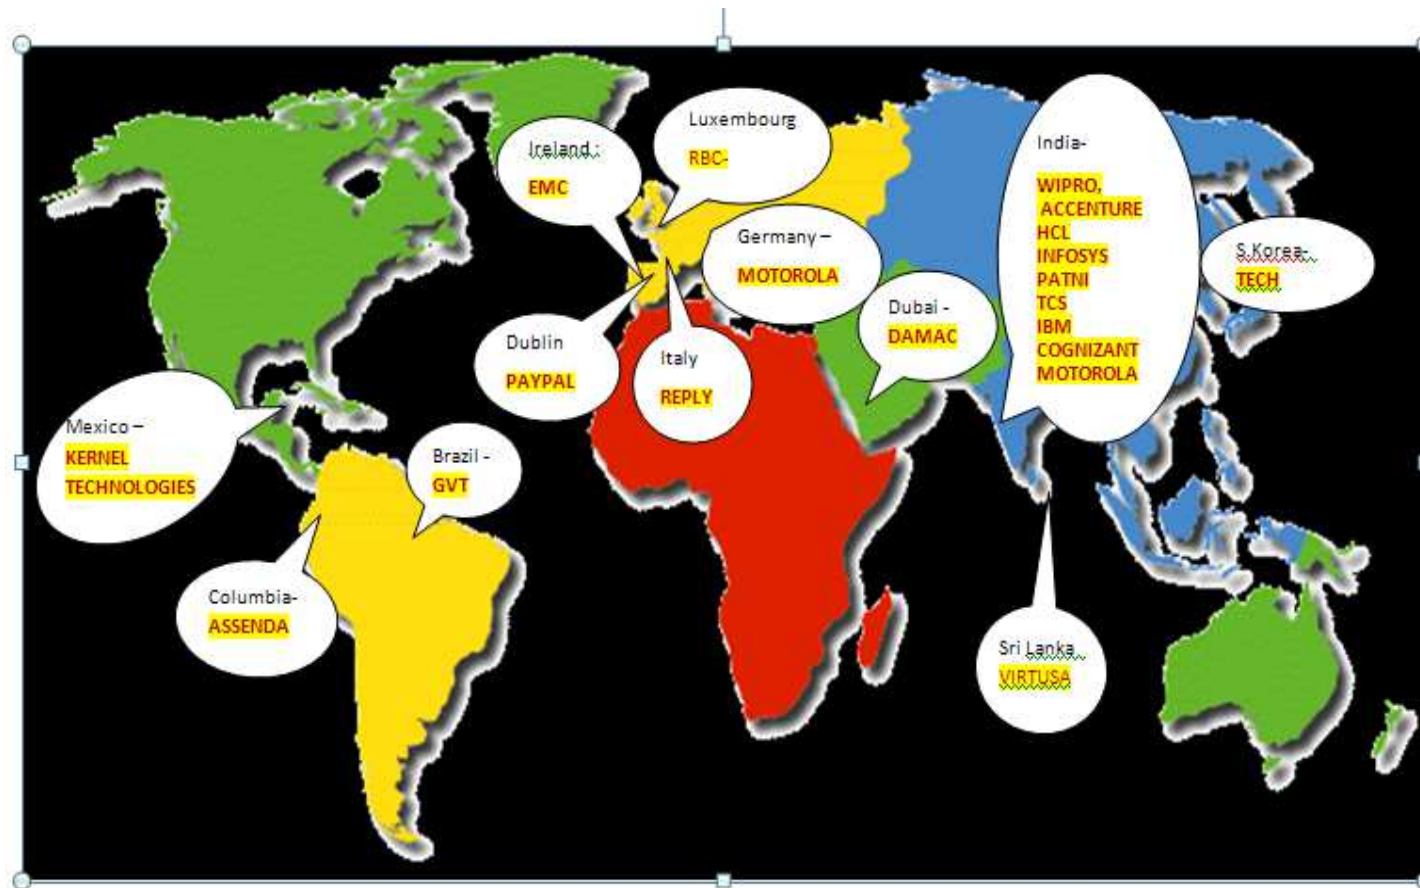 Luxembourg
RBC-
Ireland :
EMC
India-
WIPRO,
ACCENTURE
HCL
INFOSYS
PATNI
TCS
IBM
COGNIZANT
MOTOROLA
Germany –
MOTOROLA
S.Korea-
TECH
Dubai -
DAMAC
Dublin
PAYPAL
Italy
REPLY
Mexico –
KERNEL
TECHNOLOGIES
Brazil -
GVT
Columbia-
ASSENDA
Sri Lanka
VIRTUSA